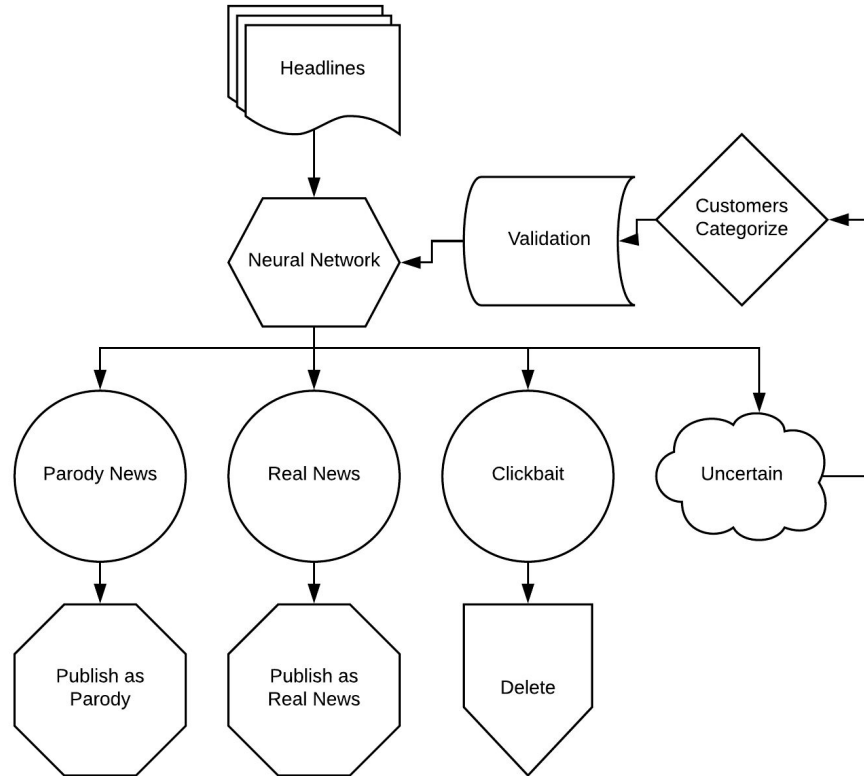 Headlines
Customers
Categorize
Validation
Neural Network
Parody News
Real News
Clickbait
Uncertain
Publish as
Parody
Publish as
Real News
Delete